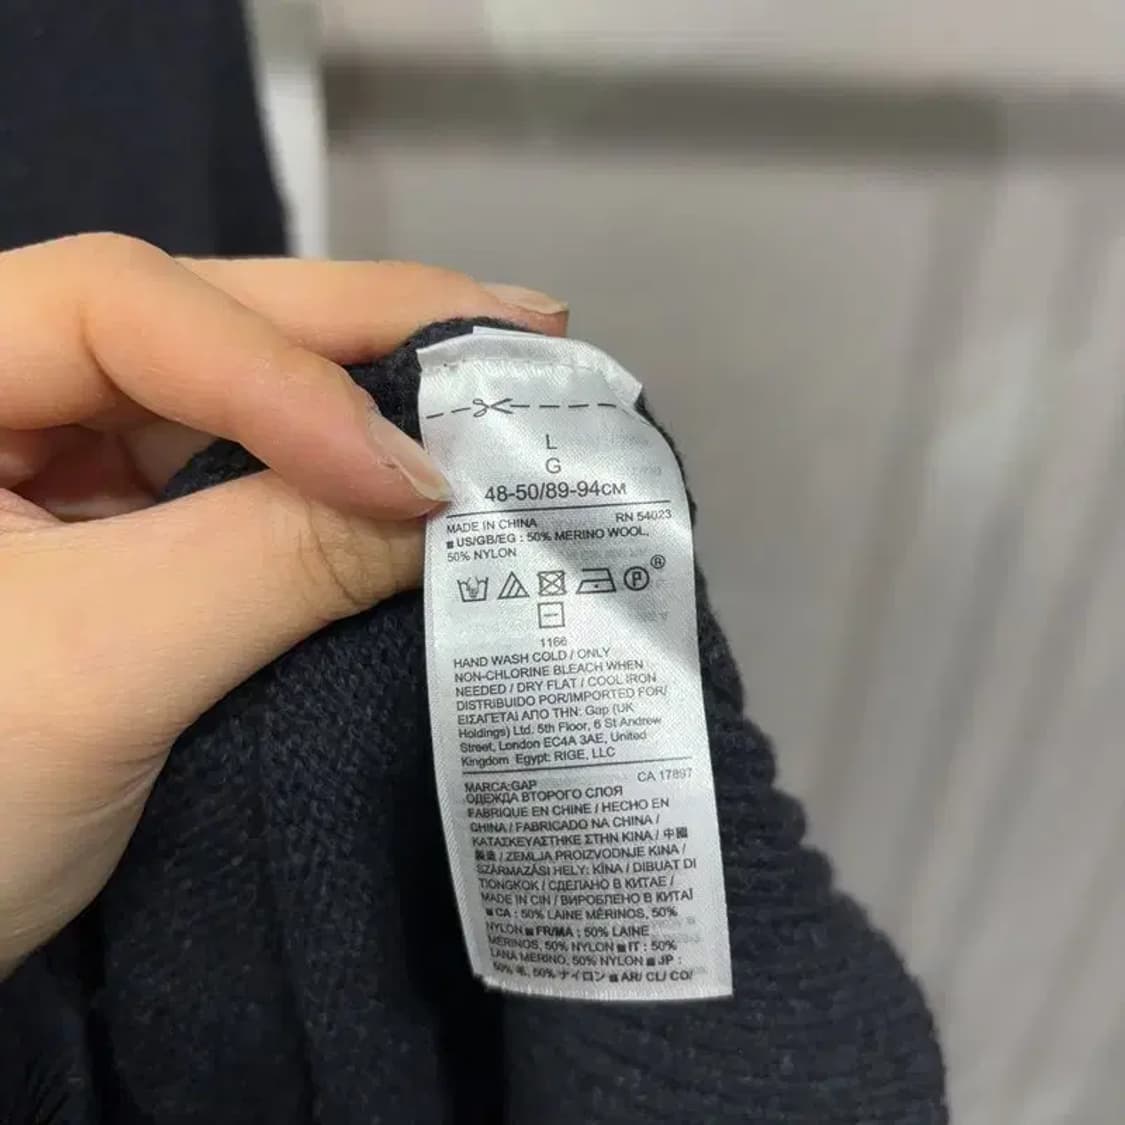 L
G
48-50/89-94CM
MADE IN CHINA RN 54023
■ US/GB/EG : 50% MERINO WOOL,
50% NYLON
P ®
1166
HAND WASH COLD / ONLY
NON-CHLORINE BLEACH WHEN
NEEDED / DRY FLAT / COOL IRON
DISTRIBUIDO POR/IMPORTED FOR/
ΕΙΣΑΓΕΤΑΙ ΑΠΟ ΤΗΝ: Gap (UK
Holdings) Ltd. 5th Floor, 6 St Andrew
Street, London EC4A 3AE, United
Kingdom Egypt: RIGE, LLC
MARCA:GAP CA 17897
ОДЕЖДА ВТОРОГО СЛОЯ
FABRIQUE EN CHINE / HECHO EN
CHINA / FABRICADO NA CHINA /
ΚΑΤΑΣΚΕΥΑΣΤΗΚΕ ΣΤΗΝ ΚΙΝΑ / 中國
製造 / ZEMLJA PROIZVODNJE KINA /
SZÁRMAZÁSI HELY: KÍNA / DIBUAT DI
TIONGKOK / СДЕЛАНО В КИТАЕ /
MADE IN CIN / ВИРОБЛЕНО В КИТАЇ
■ CA : 50% LAINE MÉRINOS, 50%
NYLON ■ FR/MA : 50% LAINE
MÉRINOS, 50% NYLON ■ IT : 50%
LANA MERINO, 50% NYLON ■ JP :
50% 毛, 50% ナイロン ■ AR/ CL/ CO/